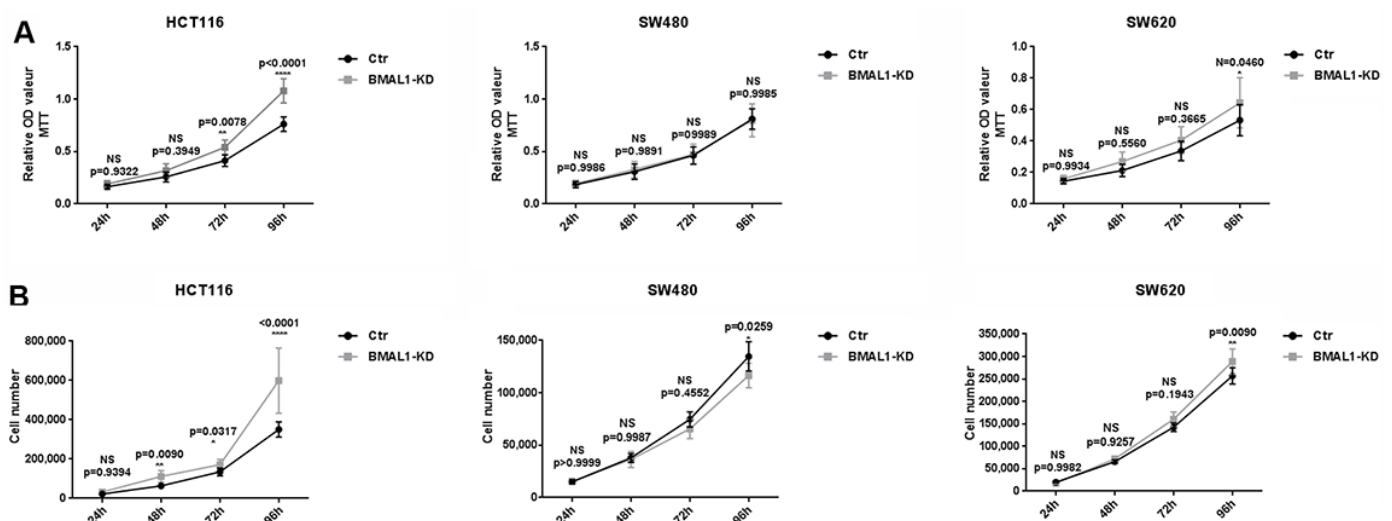 A
HCT116
1.5
1.0
0.5
0.0
Relative OD valeur
MTT
NS
p=0.9322
NS
p=0.3949
p=0.0078
**
p<0.0001
****
24h
48h
72h
96h
Ctr
BMAL1-KD
SW480
1.5
1.0
0.5
0.0
Relative OD valeur
MTT
NS
p=0.9986
NS
p=0.9891
NS
p=09989
NS
p=0.9985
24h
48h
72h
96h
Ctr
BMAL1-KD
SW620
1.0
0.8
0.6
0.4
0.2
0.0
Relative OD valeur
MTT
NS
p=0.9934
NS
p=0.5560
NS
p=0.3665
N=0.0460
*
24h
48h
72h
96h
Ctr
BMAL1-KD
B
HCT116
800,000
600,000
400,000
200,000
0
Cell number
NS
p=0.9394
p=0.0090
**
p=0.0317
*
<0.0001
****
24h
48h
72h
96h
Ctr
BMAL1-KD
SW480
150,000
100,000
50,000
0
Cell number
NS
p>0.9999
NS
p=0.9987
NS
p=0.4552
p=0.0259
*
24h
48h
72h
96h
Ctr
BMAL1-KD
SW620
350,000
300,000
250,000
200,000
150,000
100,000
50,000
0
Cell number
NS
p=0.9982
NS
p=0.9257
NS
p=0.1943
p=0.0090
**
24h
48h
72h
96h
Ctr
BMAL1-KD